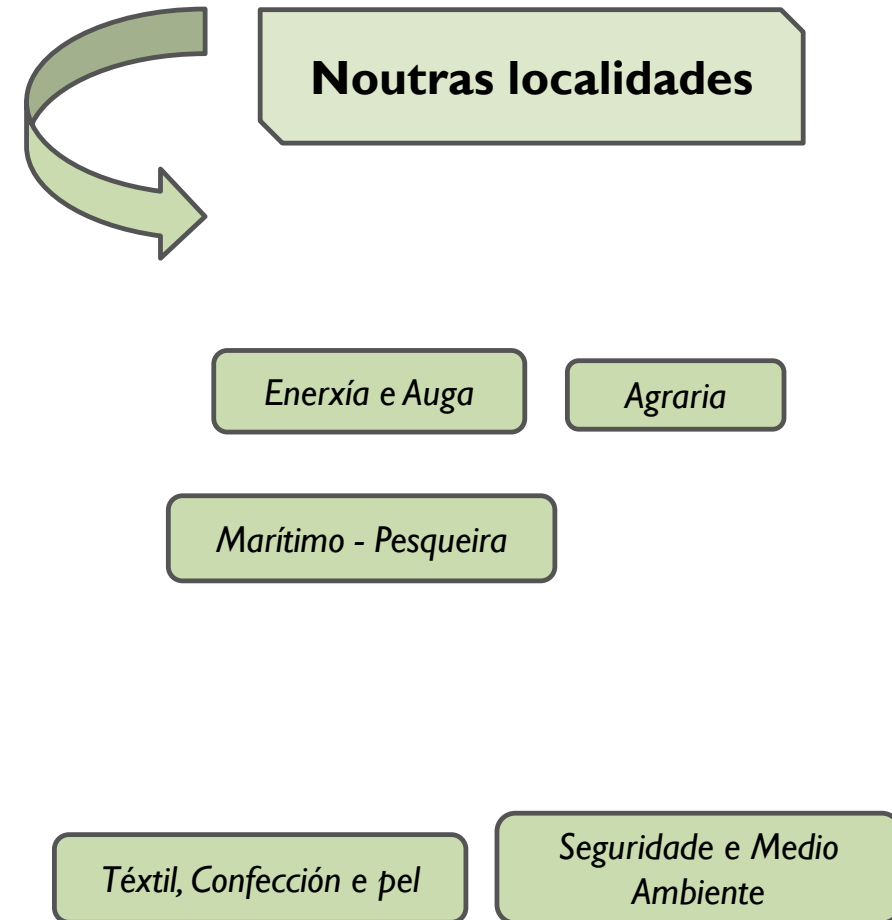 Noutras localidades
Enerxía e Auga
Agraria
Marítimo - Pesqueira
Téxtil, Confección e pel
Seguridade e Medio
Ambiente